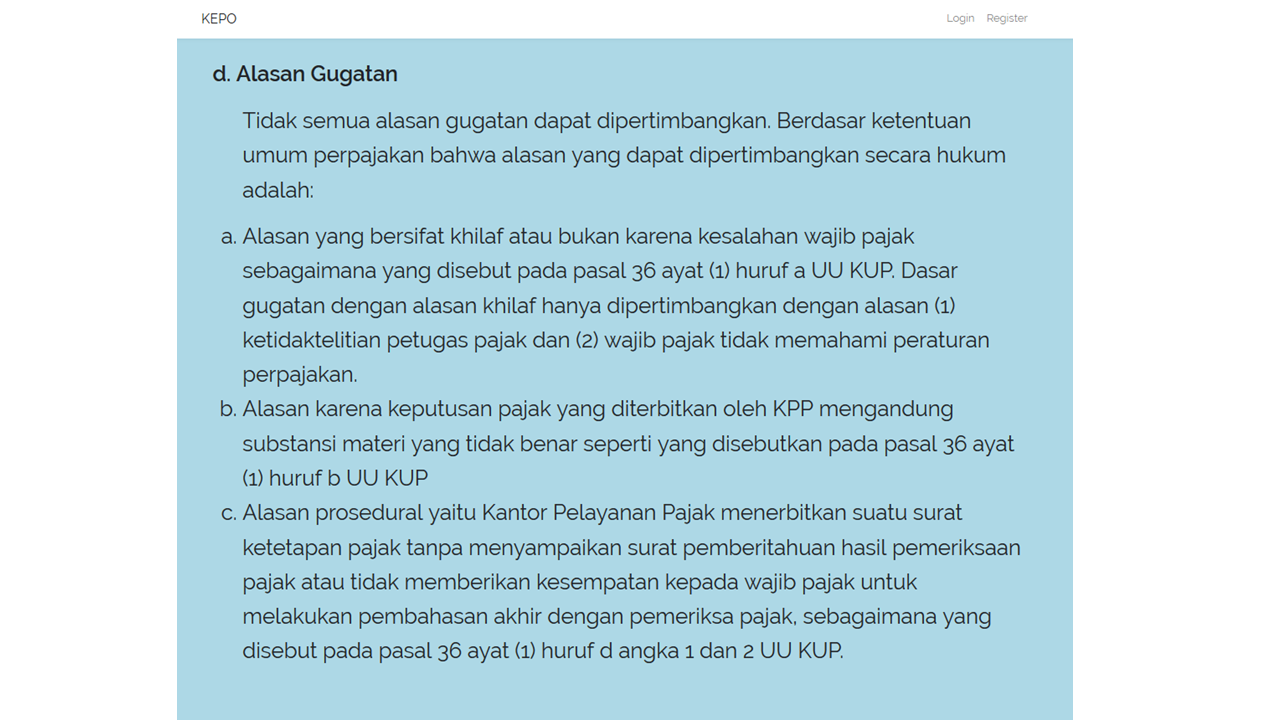 KEPO
Login Register
d. Alasan Gugatan
Tidak semua alasan gugatan dapat dipertimbangkan. Berdasar ketentuan
umum perpajakan bahwa alasan yang dapat dipertimbangkan secara hukum
adalah:
a. Alasan yang bersifat khilaf atau bukan karena kesalahan wajib pajak
sebagaimana yang disebut pada pasal 36 ayat (1) huruf a UU KUP. Dasar
gugatan dengan alasan khilaf hanya dipertimbangkan dengan alasan (1)
ketidaktelitian petugas pajak dan (2) wajib pajak tidak memahami peraturan
perpajakan.
b. Alasan karena keputusan pajak yang diterbitkan oleh KPP mengandung
substansi materi yang tidak benar seperti yang disebutkan pada pasal 36 ayat
(1) huruf b UU KUP
c. Alasan prosedural yaitu Kantor Pelayanan Pajak menerbitkan suatu surat
ketetapan pajak tanpa menyampaikan surat pemberitahuan hasil pemeriksaan
pajak atau tidak memberikan kesempatan kepada wajib pajak untuk
melakukan pembahasan akhir dengan pemeriksa pajak, sebagaimana yang
disebut pada pasal 36 ayat (1) huruf d angka 1 dan 2 UU KUP.